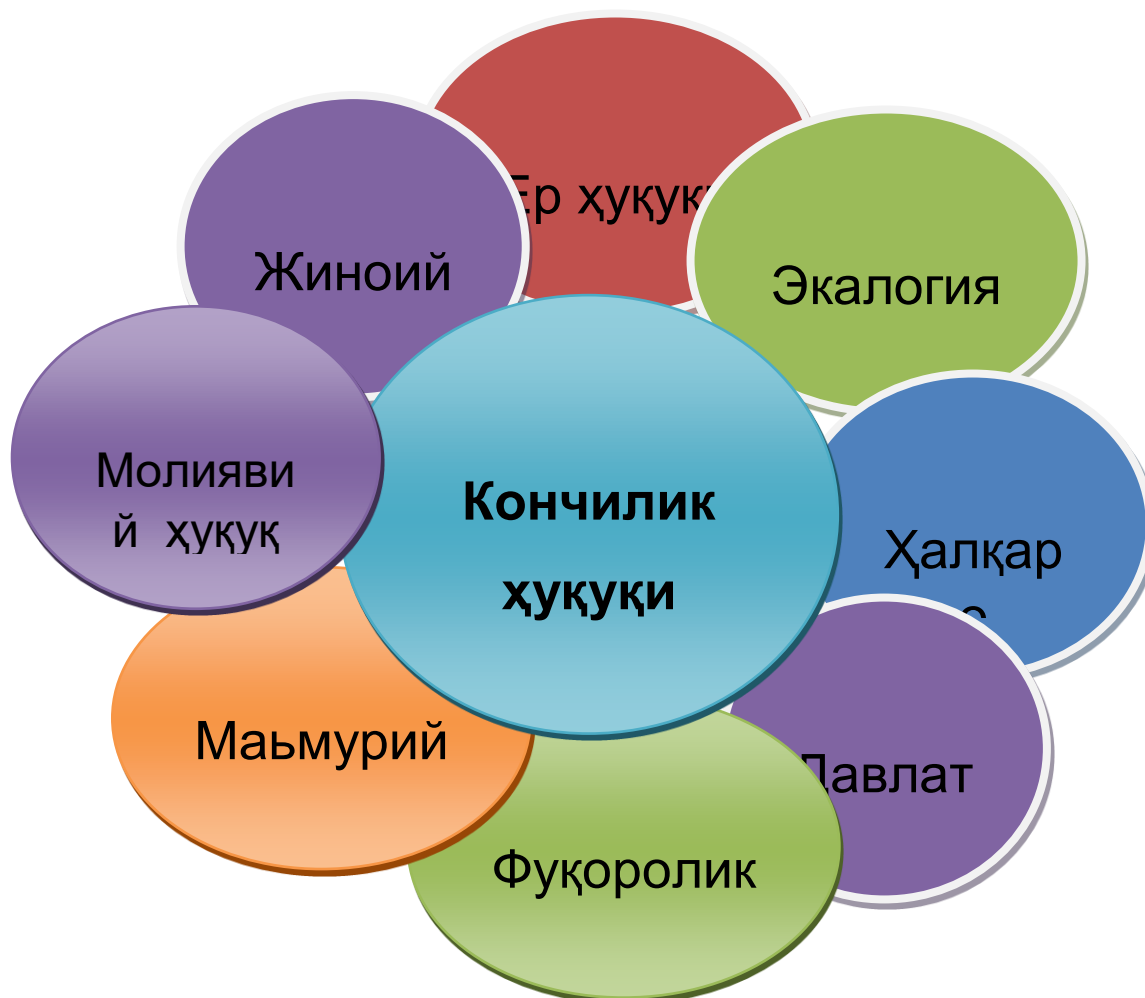 Ер ҳуқуқи
Жиноий
Экалогия
Молияви
й ҳуқуқ
Кончилик
ҳуқуқи
Ҳалқар
Маьмурий
Давлат
Фуқоролик